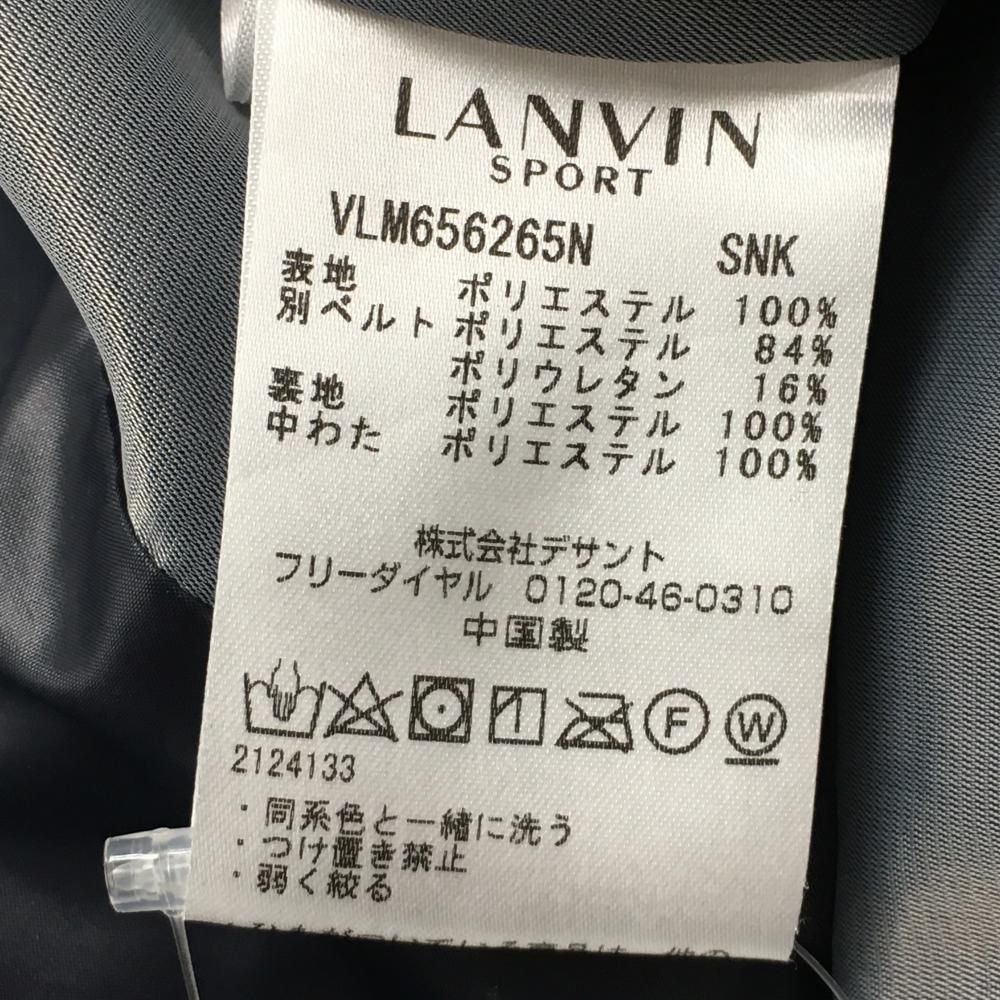 LANVIN
SPORT
VLM656265N SNK
表地 ポリエステル 100%
別ベルト ポリエステル 84%
ポリウレタン 16%
裏地 ポリエステル 100%
中わた ポリエステル 100%
株式会社デサント
フリーダイヤル 0120-46-0310
中国製
F W
2124133
・同系色と一緒に洗う
・つけ置き禁止
・弱く絞る